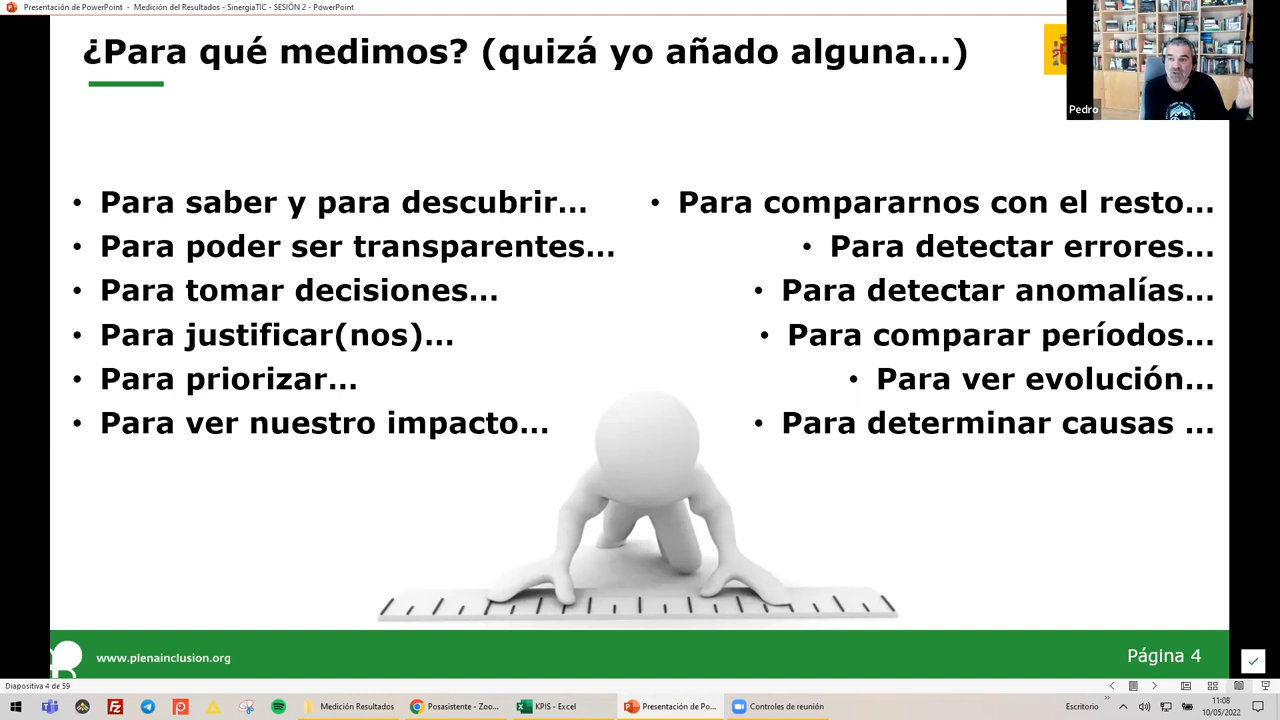 Presentación de PowerPoint - Medición del Resultados - SinergiaTIC - SESIÓN 2 - PowerPoint
¿Para qué medimos? (quizá yo añado alguna...)
Pedro
• Para saber y para descubrir...
• Para poder ser transparentes...
• Para tomar decisiones...
• Para justificar(nos)...
• Para priorizar...
• Para ver nuestro impacto...
• Para compararnos con el resto...
• Para detectar errores...
• Para detectar anomalías...
• Para comparar períodos...
• Para ver evolución...
• Para determinar causas ...
www.plenainclusion.org
Página 4
Diapositiva 4 de 59
Medición Resultados
Posasistente - Zoo...
KPIS - Excel
Presentación de Po...
Controles de reunión
Escritorio
11:08
10/05/2022